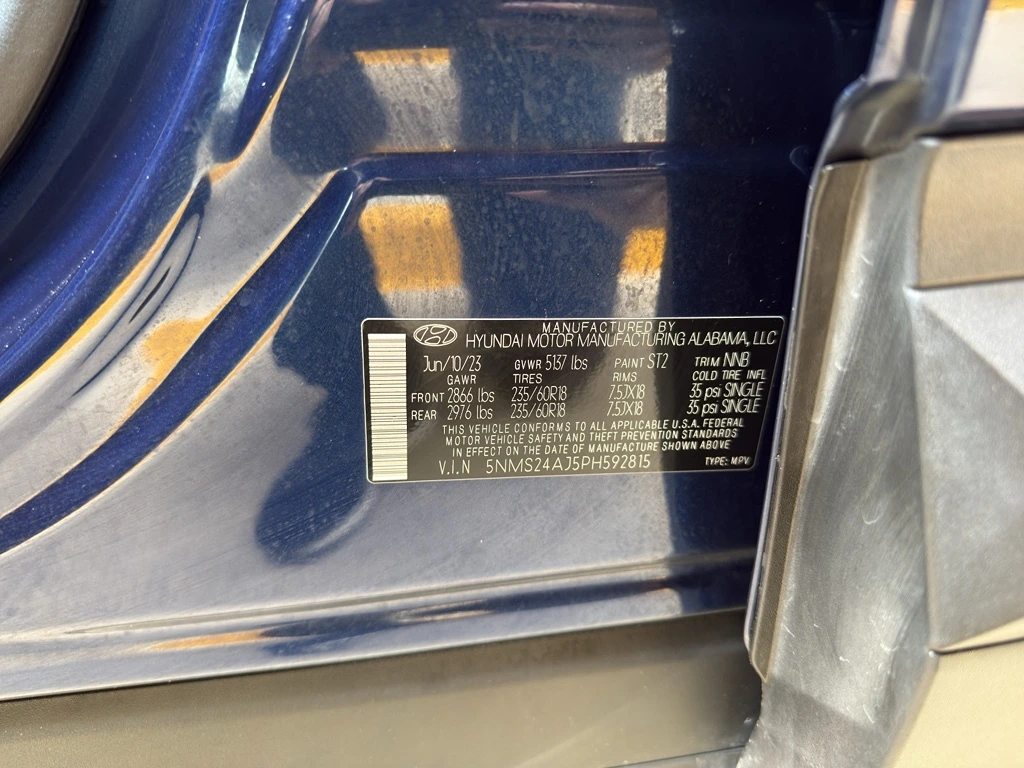 MANUFACTURED BY
HYUNDAI MOTOR MANUFACTURING ALABAMA, LLC
Jun/10/23 GVWR 5137 lbs PAINT ST2 TRIM NNB
GAWR TIRES RIMS COLD TIRE INFL
FRONT 2866 lbs 235/60R18 7.5JX18 35 psi SINGLE
REAR 2976 lbs 235/60R18 7.5JX18 35 psi SINGLE
THIS VEHICLE CONFORMS TO ALL APPLICABLE U.S.A. FEDERAL
MOTOR VEHICLE SAFETY AND THEFT PREVENTION STANDARDS
IN EFFECT ON THE DATE OF MANUFACTURE SHOWN ABOVE
V.I.N 5NMS24AJ5PH592815 TYPE: MPV